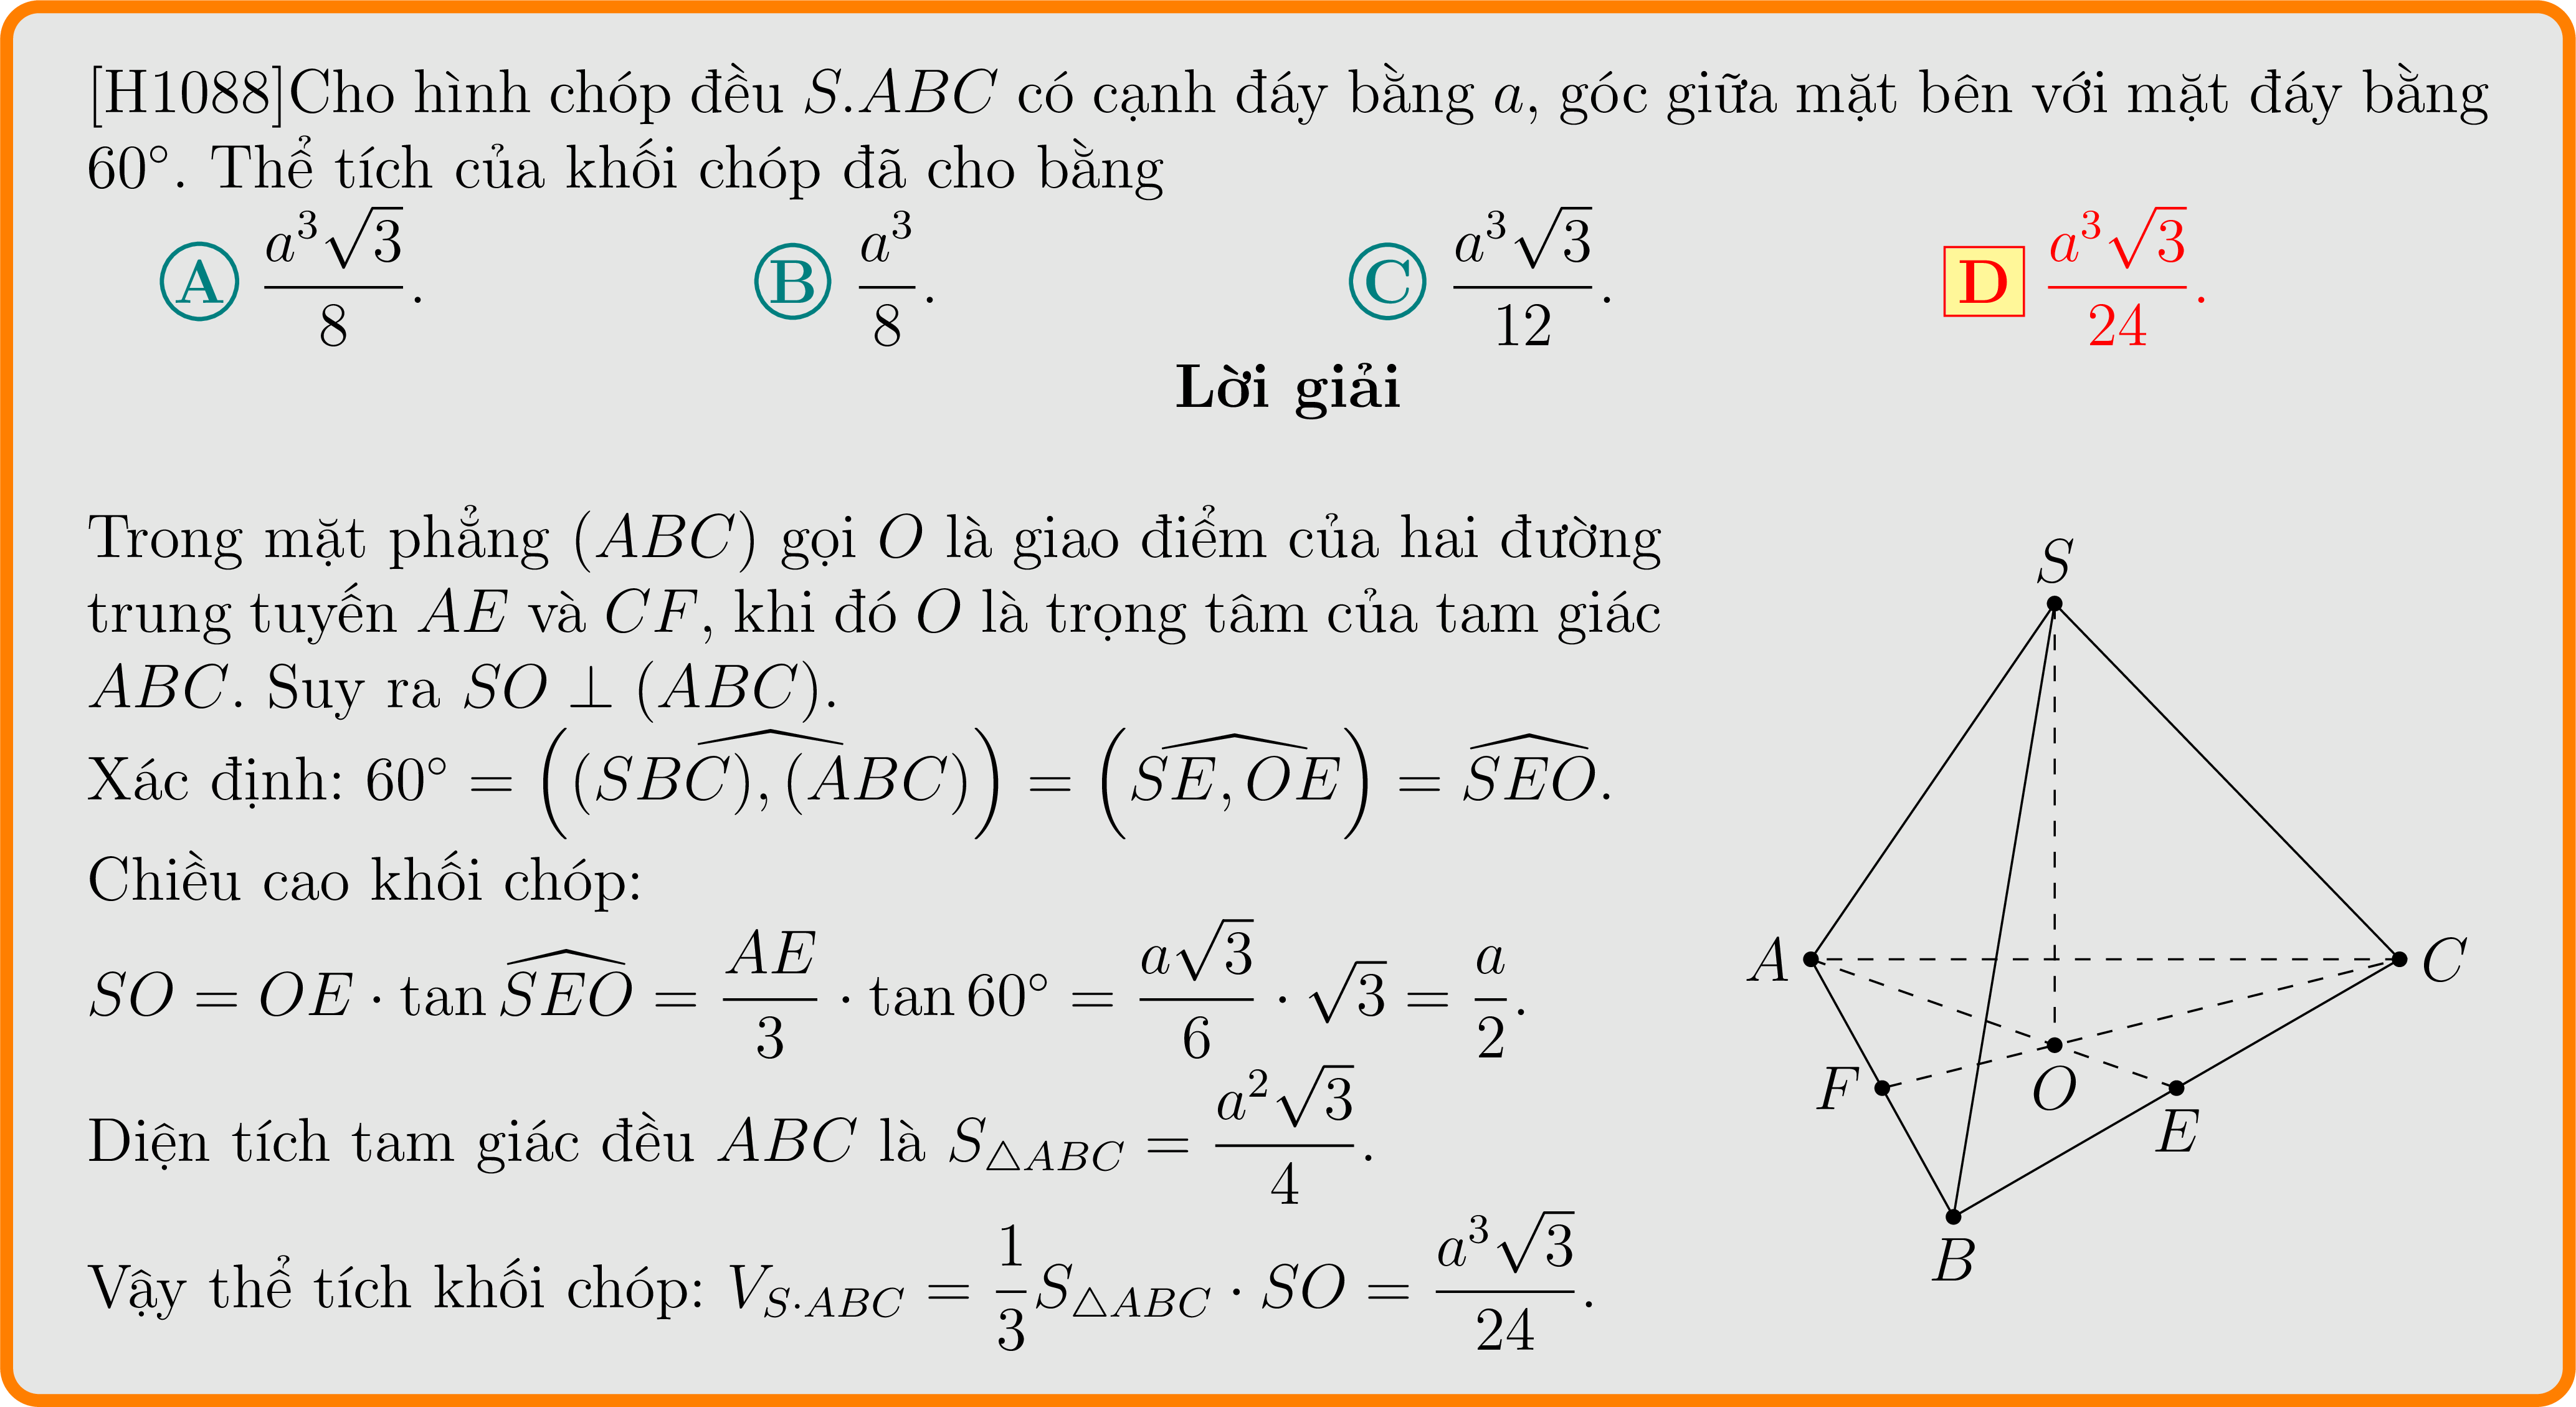 [H1088]Cho hình chóp đều S.ABC có cạnh đáy bằng a, góc giữa mặt bên với mặt đáy bằng
60°. Thể tích của khối chóp đã cho bằng
A $\frac{a^3\sqrt{3}}{8}$. B $\frac{a^3}{8}$. C $\frac{a^3\sqrt{3}}{12}$. D $\frac{a^3\sqrt{3}}{24}$.
Lời giải
Trong mặt phẳng (ABC) gọi O là giao điểm của hai đường
trung tuyến AE và CF, khi đó O là trọng tâm của tam giác
ABC. Suy ra SO ⊥ (ABC).
Xác định: $60° = \left(\widehat{(SBC),(ABC)}\right) = \left(\widehat{SE,OE}\right) = \widehat{SEO}$.
Chiều cao khối chóp:
$SO = OE \cdot \tan \widehat{SEO} = \frac{AE}{3} \cdot \tan 60° = \frac{a\sqrt{3}}{6} \cdot \sqrt{3} = \frac{a}{2}$.
Diện tích tam giác đều ABC là $S_{\triangle ABC} = \frac{a^2\sqrt{3}}{4}$.
Vậy thể tích khối chóp: $V_{S \cdot ABC} = \frac{1}{3} S_{\triangle ABC} \cdot SO = \frac{a^3\sqrt{3}}{24}$.
S
A
C
F
O
E
B